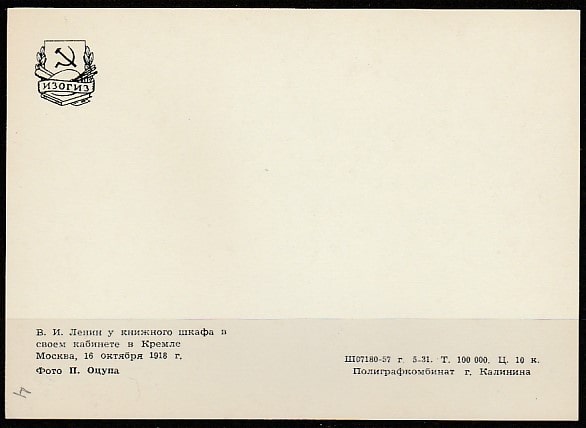 ИЗОГИЗ
В. И. Ленин у книжного шкафа в
своем кабинете в Кремле
Москва, 16 октября 1918 г.
Фото П. Оцупа
Ш07180-57 г. 5-31. Т. 100 000. Ц. 10 к.
Полиграфкомбинат г. Калинина
4